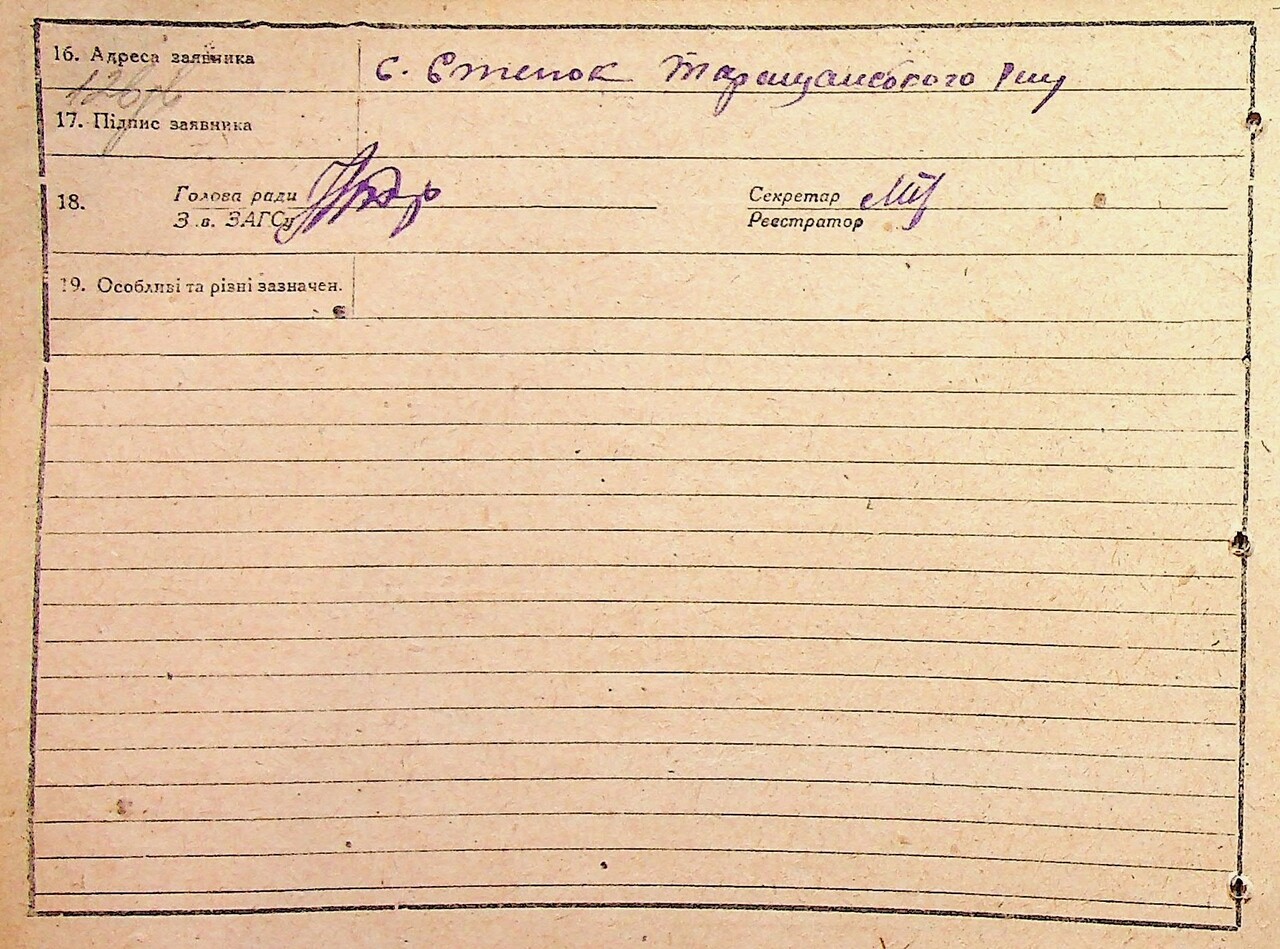 16. Адреса заявника с. Степок Таращанського р-ну
17. Підпис заявника
18. Голова ради Секретар
З.в. ЗАГСу Реєстратор
19. Особливі та різні зазначен.